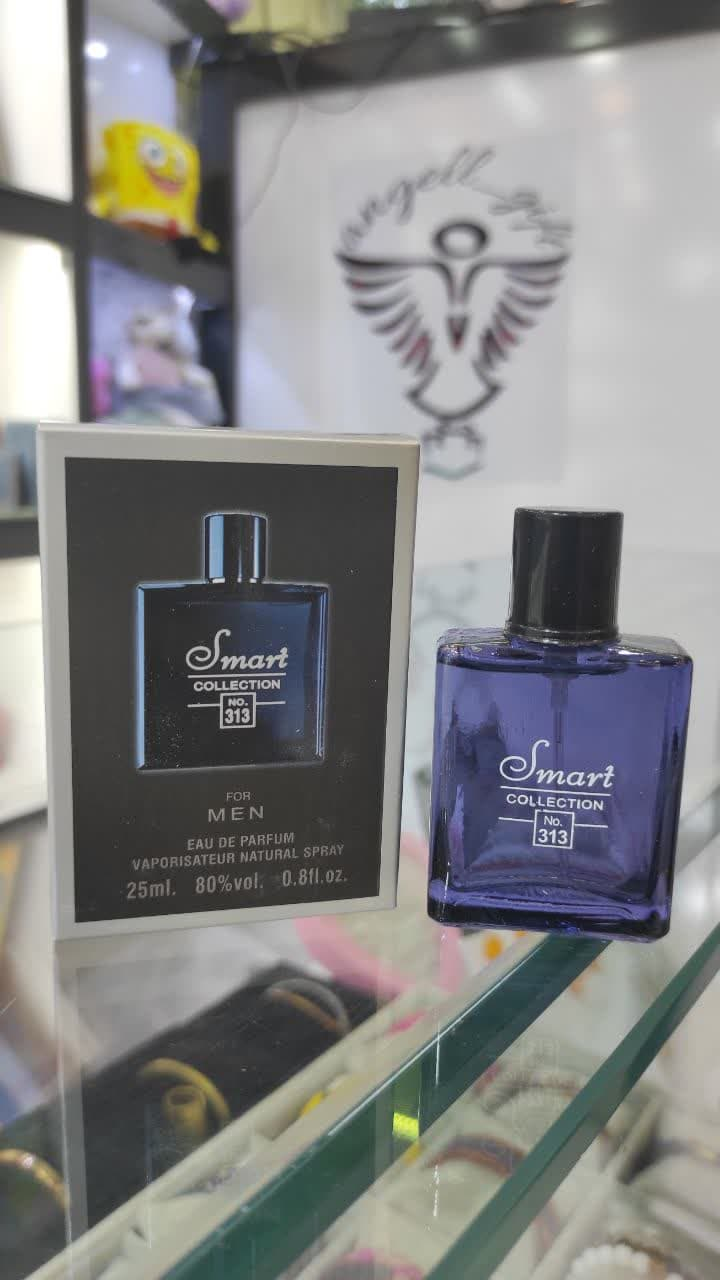 angell_gift
Smart
COLLECTION
NO.
313
FOR
MEN
EAU DE PARFUM
VAPORISATEUR NATURAL SPRAY
25ml. 80%vol. 0.8fl.oz.
Smart
COLLECTION
No.
313